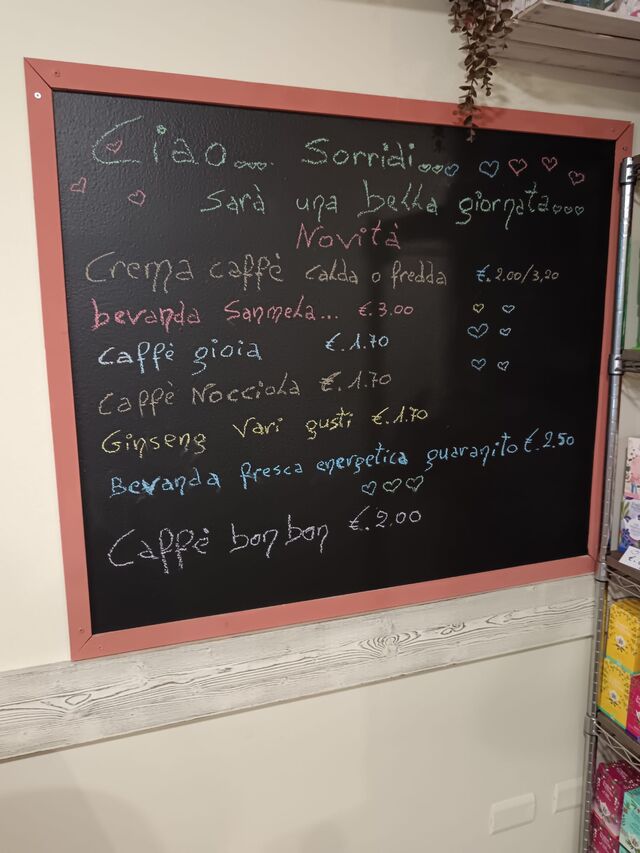 Ciao... Sorridi...
sarà una bella giornata...
Novità
Crema caffè calda o fredda €. 2.00/3,20
bevanda Sanmela... €.3.00
Caffè gioia €.1.70
Caffè Nocciola €.1.70
Ginseng Vari gusti €.1.70
Bevanda fresca energetica guaranito €.2.50
Caffè bon bon €.2.00